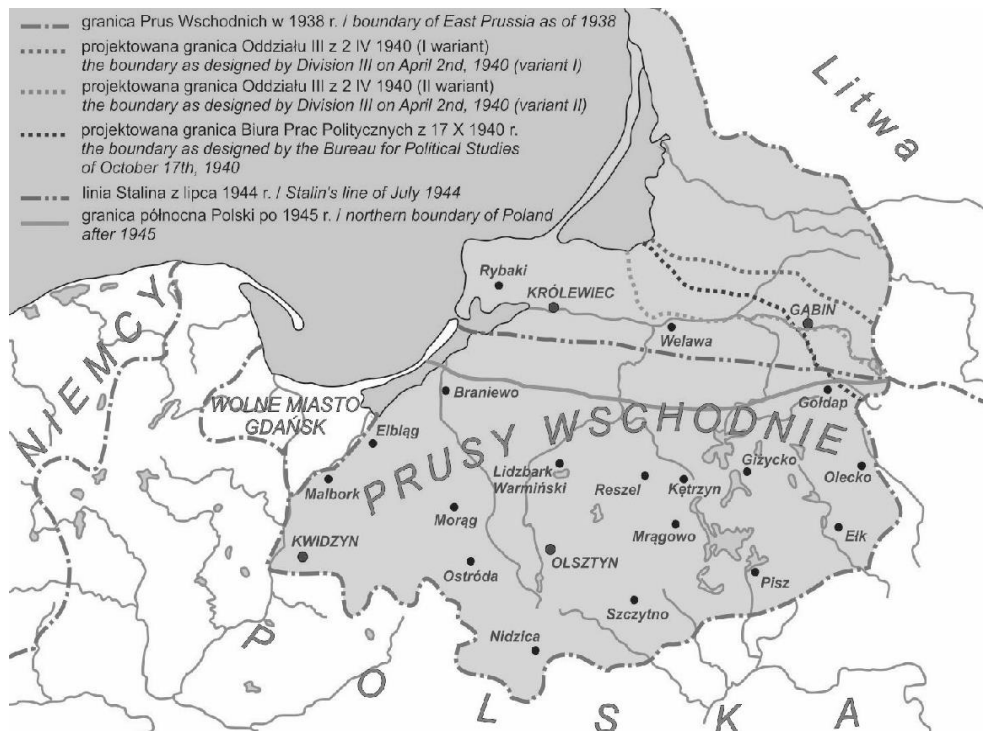 granica Prus Wschodnich w 1938 r. / boundary of East Prussia as of 1938
projektowana granica Oddziału III z 2 IV 1940 (I wariant)
the boundary as designed by Division III on April 2nd, 1940 (variant I)
projektowana granica Oddziału III z 2 IV 1940 (II wariant)
the boundary as designed by Division III on April 2nd, 1940 (variant II)
projektowana granica Biura Prac Politycznych z 17 X 1940 r.
the boundary as designed by the Bureau for Political Studies
of October 17th, 1940
linia Stalina z lipca 1944 r. / Stalin's line of July 1944
granica północna Polski po 1945 r. / northern boundary of Poland
after 1945
Litwa
NIEMCY
Rybaki
KRÓLEWIEC
GĄBIN
Welawa
Braniewo
Gołdap
WOLNE MIASTO
GDAŃSK
PRUSY WSCHODNIE
Elbląg
Malbork
Lidzbark
Warmiński
Reszel
Kętrzyn
Giżycko
Olecko
Morąg
Mrągowo
Ełk
KWIDZYN
Ostróda
OLSZTYN
Pisz
Szczytno
Nidzica
POLSKA